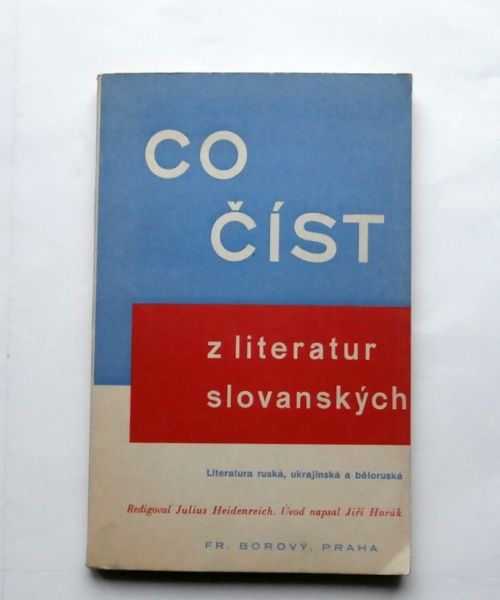 CO
ČÍST
z literatur
slovanských
Literatura ruská, ukrajinská a běloruská
Redigoval Julius Heidenreich. Úvod napsal Jiří Horák
FR. BOROVÝ, PRAHA